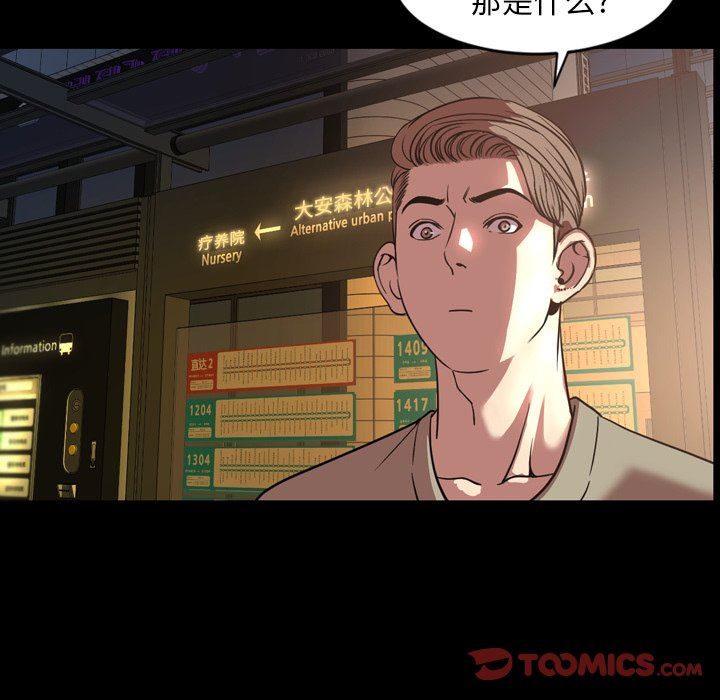 那是什么?
大安森林公
Alternative urban p
疗养院 ←
Nursery
Information
直达2
1204
1304
1409
1417
TOOMICS.COM